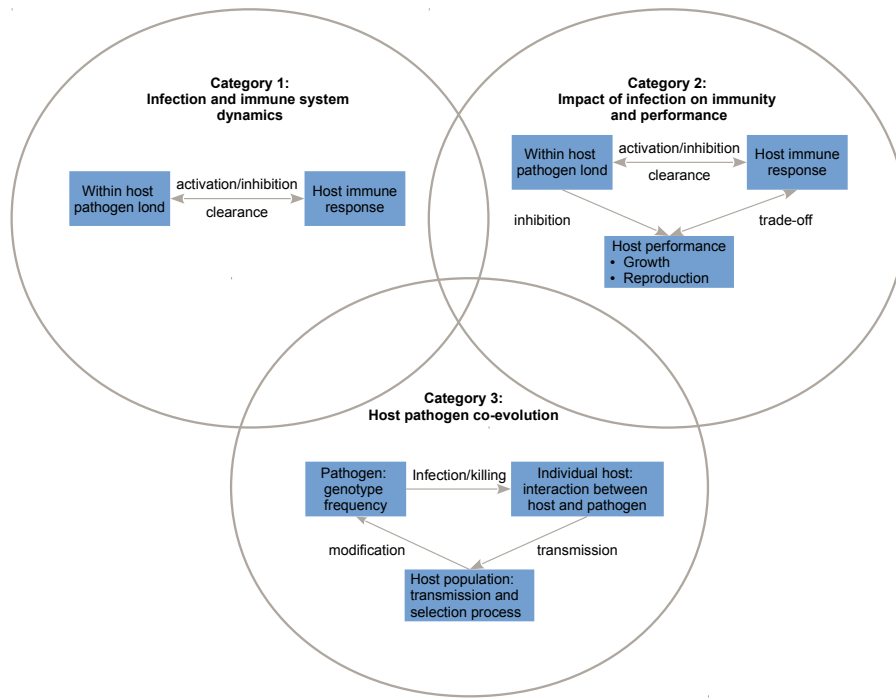 Category 1:
Infection and immune system
dynamics
Within host
pathogen lond
activation/inhibition
clearance
Host immune
response
Category 2:
Impact of infection on immunity
and performance
Within host
pathogen lond
activation/inhibition
clearance
Host immune
response
inhibition
trade-off
Host performance
• Growth
• Reproduction
Category 3:
Host pathogen co-evolution
Pathogen:
genotype
frequency
Infection/killing
Individual host:
interaction between
host and pathogen
modification
transmission
Host population:
transmission and
selection process